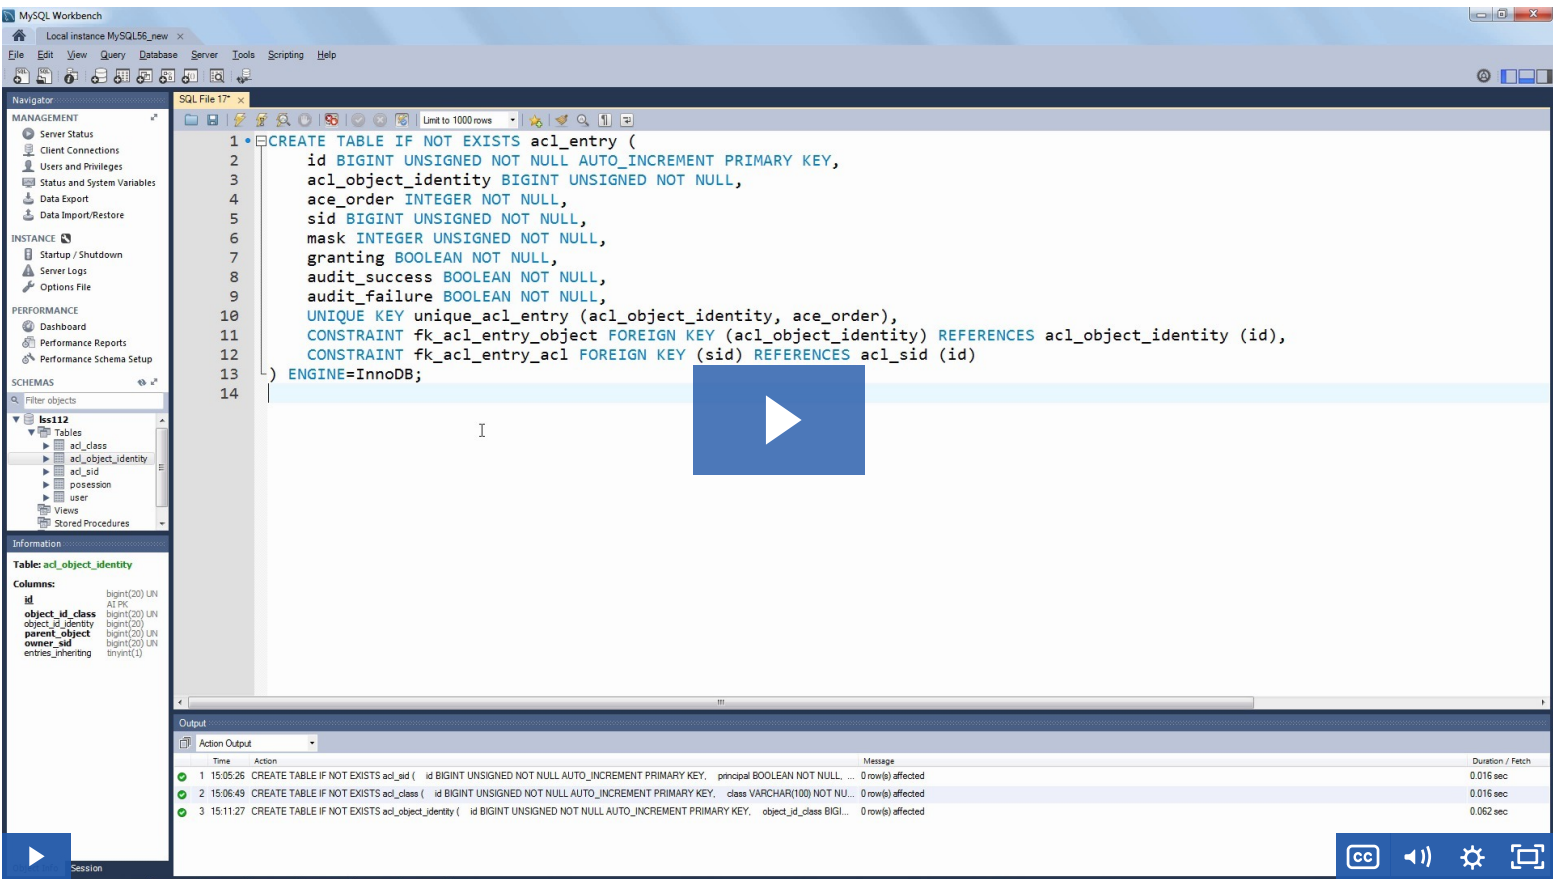 MySQL Workbench
Local instance MySQL56_new ×
File Edit View Query Database Server Tools Scripting Help
Navigator
MANAGEMENT
Server Status
Client Connections
Users and Privileges
Status and System Variables
Data Export
Data Import/Restore
INSTANCE
Startup / Shutdown
Server Logs
Options File
PERFORMANCE
Dashboard
Performance Reports
Performance Schema Setup
SCHEMAS
Filter objects
lss112
Tables
acl_class
acl_object_identity
acl_sid
posession
user
Views
Stored Procedures
Information
Table: acl_object_identity
Columns:
id bigint(20) UN AI PK
object_id_class bigint(20) UN
object_id_identity bigint(20)
parent_object bigint(20) UN
owner_sid bigint(20) UN
entries_inheriting tinyint(1)
Session
SQL File 17* ×
Limit to 1000 rows
1 CREATE TABLE IF NOT EXISTS acl_entry (
2 id BIGINT UNSIGNED NOT NULL AUTO_INCREMENT PRIMARY KEY,
3 acl_object_identity BIGINT UNSIGNED NOT NULL,
4 ace_order INTEGER NOT NULL,
5 sid BIGINT UNSIGNED NOT NULL,
6 mask INTEGER UNSIGNED NOT NULL,
7 granting BOOLEAN NOT NULL,
8 audit_success BOOLEAN NOT NULL,
9 audit_failure BOOLEAN NOT NULL,
10 UNIQUE KEY unique_acl_entry (acl_object_identity, ace_order),
11 CONSTRAINT fk_acl_entry_object FOREIGN KEY (acl_object_identity) REFERENCES acl_object_identity (id),
12 CONSTRAINT fk_acl_entry_acl FOREIGN KEY (sid) REFERENCES acl_sid (id)
13 ) ENGINE=InnoDB;
14
Output
Action Output
Time Action Message Duration / Fetch
1 15:05:26 CREATE TABLE IF NOT EXISTS acl_sid ( id BIGINT UNSIGNED NOT NULL AUTO_INCREMENT PRIMARY KEY, principal BOOLEAN NOT NULL, ... 0 row(s) affected 0.016 sec
2 15:06:49 CREATE TABLE IF NOT EXISTS acl_class ( id BIGINT UNSIGNED NOT NULL AUTO_INCREMENT PRIMARY KEY, class VARCHAR(100) NOT NU... 0 row(s) affected 0.016 sec
3 15:11:27 CREATE TABLE IF NOT EXISTS acl_object_identity ( id BIGINT UNSIGNED NOT NULL AUTO_INCREMENT PRIMARY KEY, object_id_class BIGI... 0 row(s) affected 0.062 sec
CC